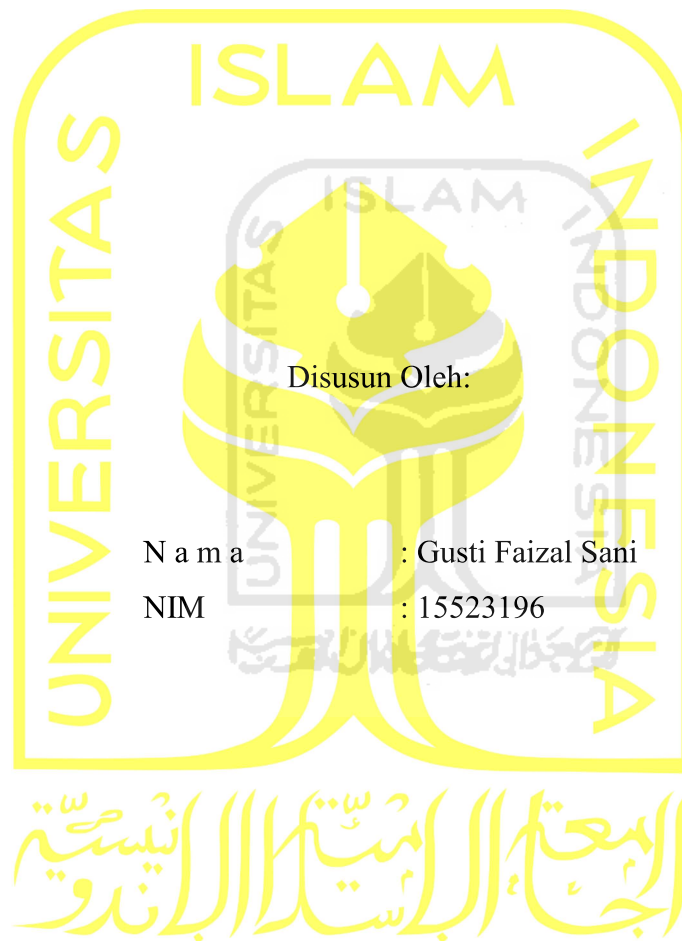 ISLAM
UNIVERSITAS
INDONESIA
ISLAM
UNIVERSITAS
INDONESIA
Disusun Oleh:
N a m a : Gusti Faizal Sani
NIM : 15523196